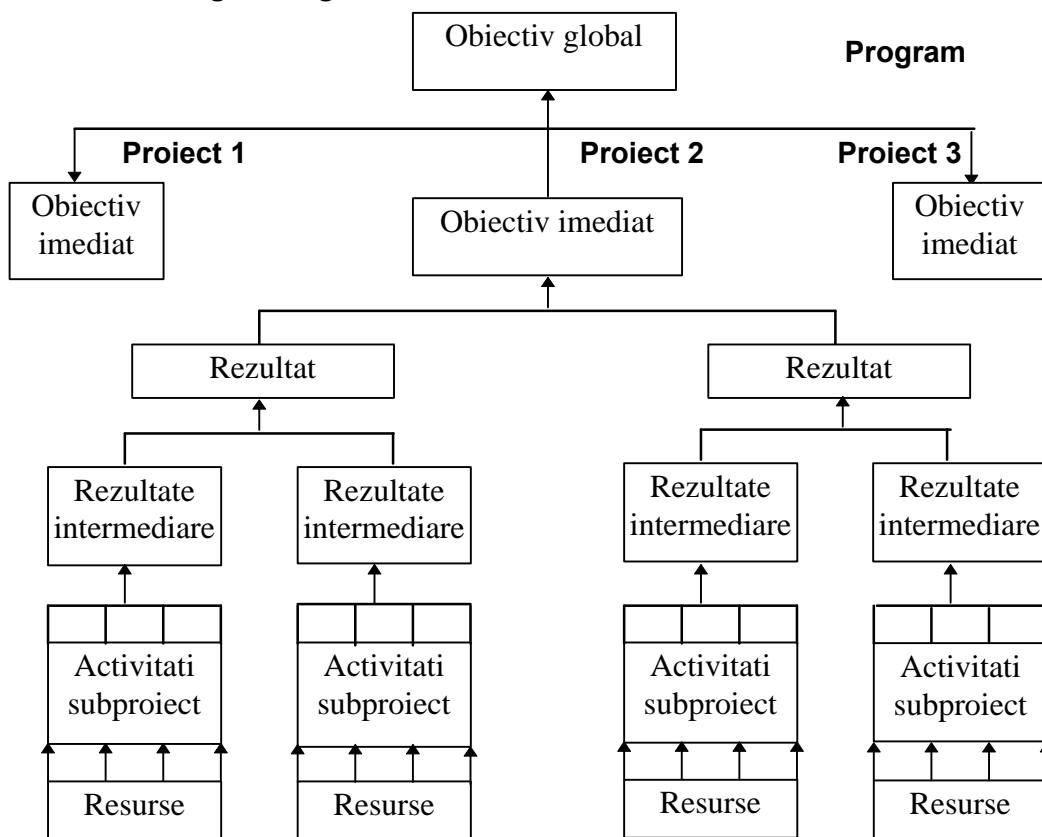 Obiectiv global
Program
Proiect 1
Proiect 2
Proiect 3
Obiectiv
imediat
Obiectiv imediat
Obiectiv
imediat
Rezultat
Rezultat
Rezultate
intermediare
Rezultate
intermediare
Rezultate
intermediare
Rezultate
intermediare
Activitati
subproiect
Activitati
subproiect
Activitati
subproiect
Activitati
subproiect
Resurse
Resurse
Resurse
Resurse